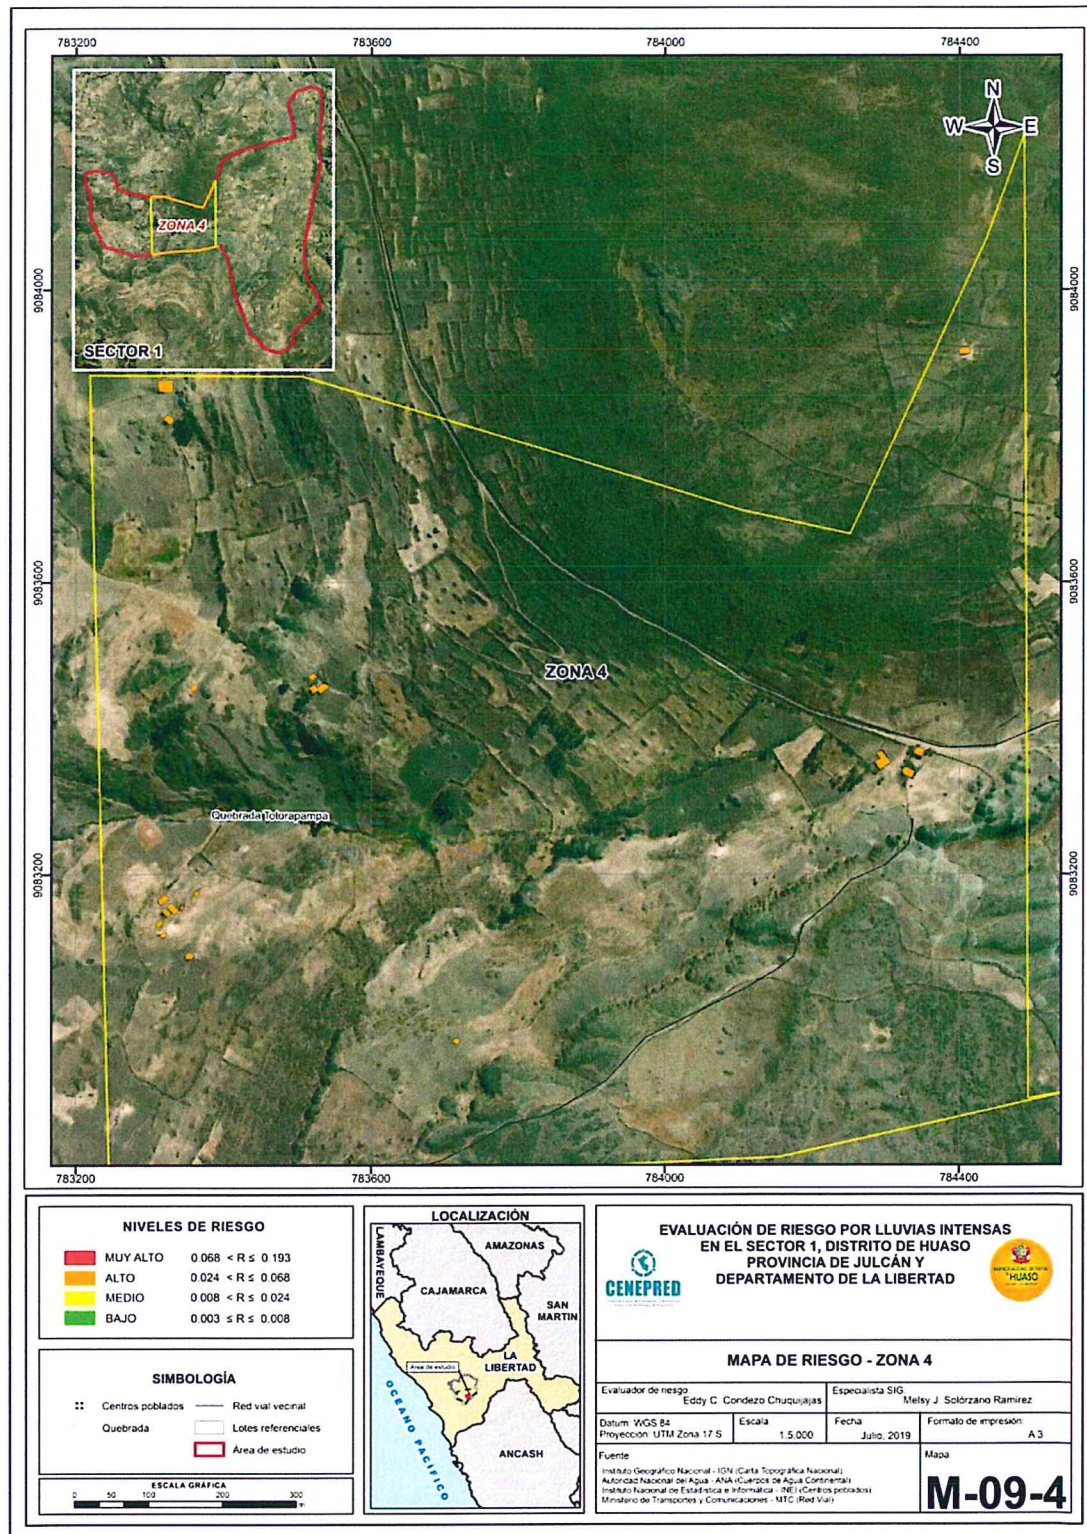 783200 783600 784000 784400
N
W E
S
ZONA 4
SECTOR 1
9084000 9084000
9083600 9083600
ZONA 4
Quebrada Totorapampa
9083200 9083200
783200 783600 784000 784400
NIVELES DE RIESGO
MUY ALTO 0.068 < R ≤ 0.193
ALTO 0.024 < R ≤ 0.068
MEDIO 0.008 < R ≤ 0.024
BAJO 0.003 ≤ R ≤ 0.008
SIMBOLOGÍA
Centros poblados Red vial vecinal
Quebrada Lotes referenciales
Área de estudio
ESCALA GRÁFICA
0 50 100 200 300
m
LOCALIZACIÓN
LAMBAYEQUE
AMAZONAS
CAJAMARCA
SAN
MARTIN
LA
LIBERTAD
Área de estudio
OCEANO PACÍFICO
ANCASH
EVALUACIÓN DE RIESGO POR LLUVIAS INTENSAS
EN EL SECTOR 1, DISTRITO DE HUASO
PROVINCIA DE JULCÁN Y
DEPARTAMENTO DE LA LIBERTAD
CENEPRED
HUASO
MAPA DE RIESGO - ZONA 4
Evaluador de riesgo
Eddy C. Condezo Chuquijajas
Especialista SIG
Melsy J. Solórzano Ramirez
Datum: WGS 84
Proyección: UTM Zona 17 S
Escala
1:5,000
Fecha
Julio, 2019
Formato de impresión:
A 3
Fuente
Instituto Geográfico Nacional - IGN (Carta Topográfica Nacional)
Autoridad Nacional del Agua - ANA (Cuerpos de Agua Continental)
Instituto Nacional de Estadística e Informática - INEI (Centros poblados)
Ministerio de Transportes y Comunicaciones - MTC (Red Vial)
Mapa
M-09-4